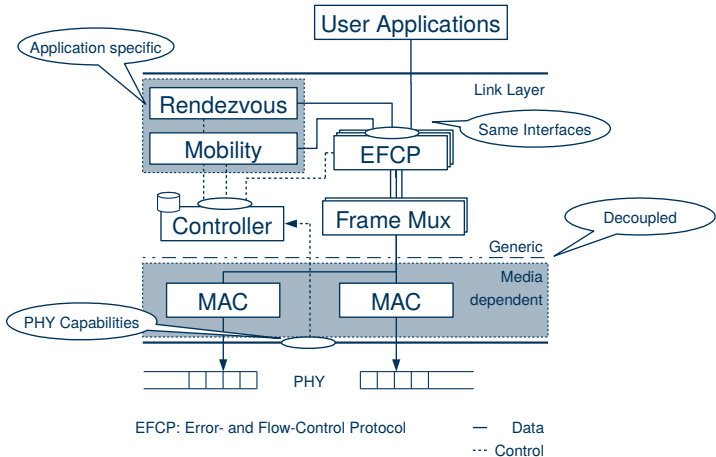 User Applications
Application specific
Link Layer
Rendezvous
Same Interfaces
Mobility
EFCP
Controller
Frame Mux
Decoupled
Generic
Media
dependent
MAC
MAC
PHY Capabilities
PHY
EFCP: Error- and Flow-Control Protocol
Data
Control